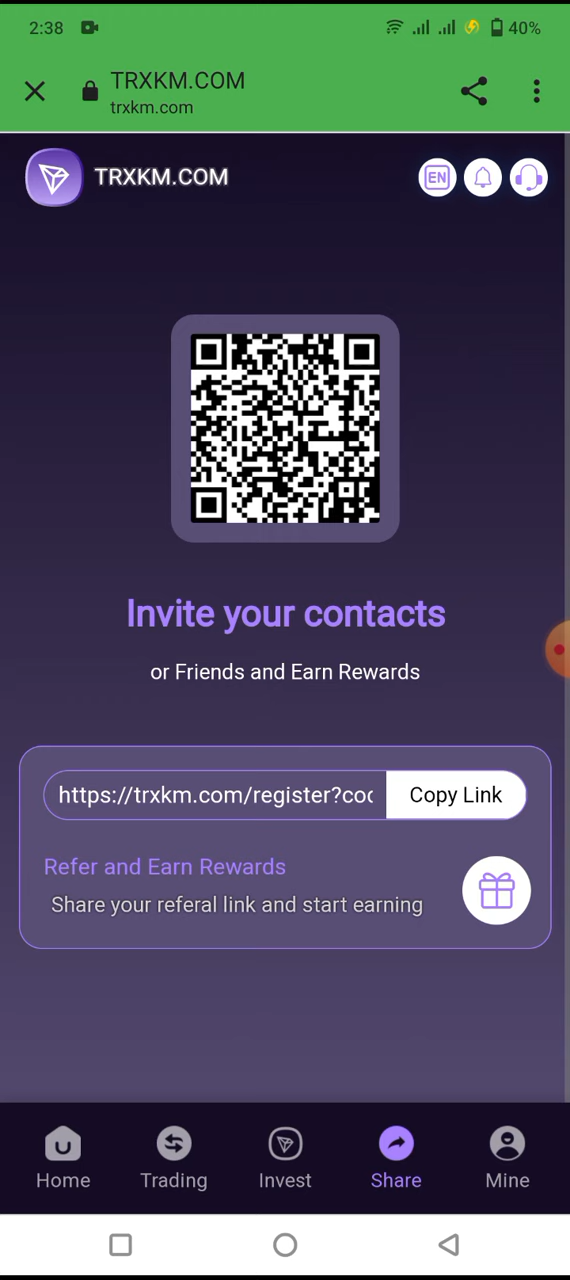 2:38
40%
TRXKM.COM
trxkm.com
TRXKM.COM
EN
Invite your contacts
or Friends and Earn Rewards
https://trxkm.com/register?coc
Copy Link
Refer and Earn Rewards
Share your referal link and start earning
Home
Trading
Invest
Share
Mine